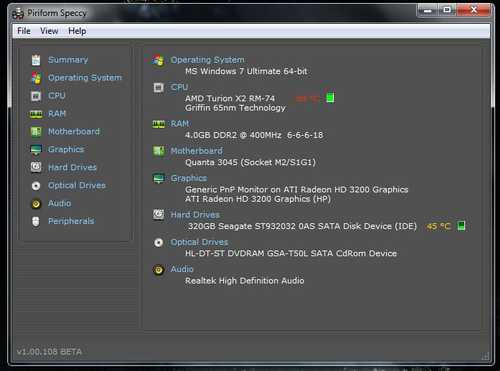 Piriform Speccy
File View Help
Summary
Operating System
CPU
RAM
Motherboard
Graphics
Hard Drives
Optical Drives
Audio
Peripherals
Operating System
MS Windows 7 Ultimate 64-bit
CPU
AMD Turion X2 RM-74
°C
Griffin 65nm Technology
RAM
4.0GB DDR2 @ 400MHz 6-6-6-18
Motherboard
Quanta 3045 (Socket M2/S1G1)
Graphics
Generic PnP Monitor on ATI Radeon HD 3200 Graphics
ATI Radeon HD 3200 Graphics (HP)
Hard Drives
320GB Seagate ST932032 0AS SATA Disk Device (IDE) 45 °C
Optical Drives
HL-DT-ST DVDRAM GSA-T50L SATA CdRom Device
Audio
Realtek High Definition Audio
v1.00.108 BETA